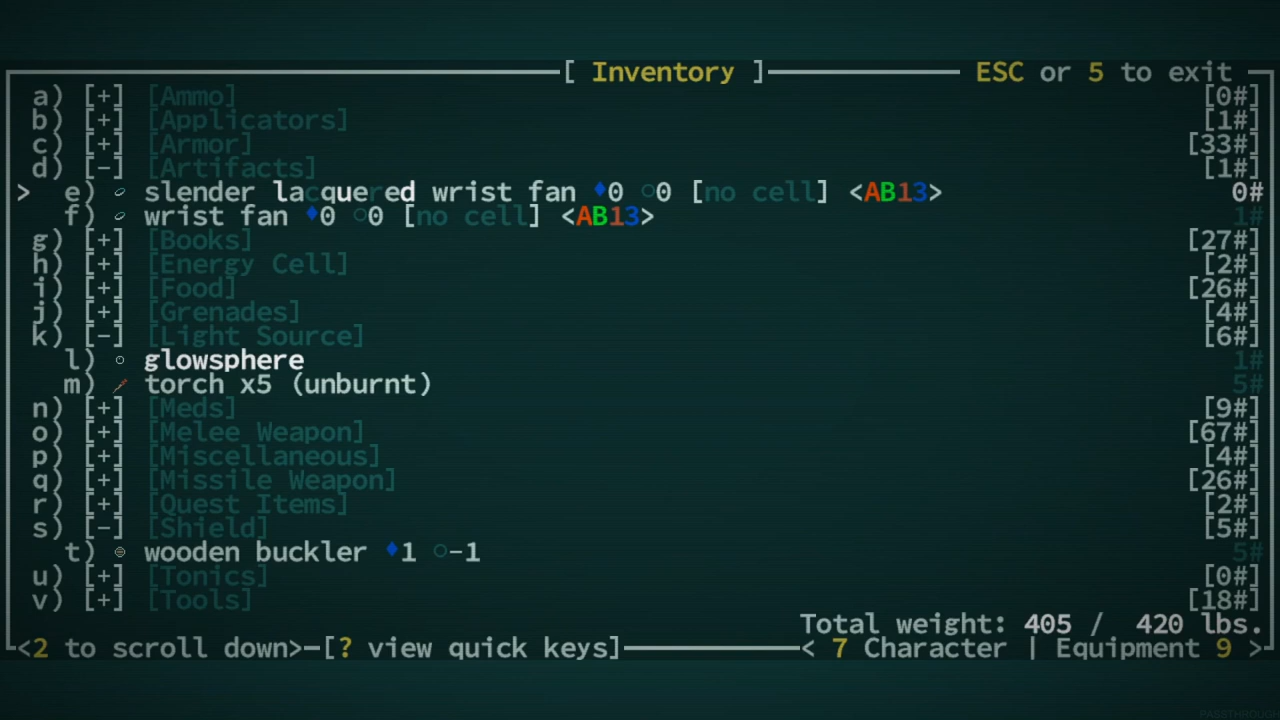 [ Inventory ] ESC or 5 to exit
a) [+] [Ammo] [0#]
b) [+] [Applicators] [1#]
c) [+] [Armor] [33#]
d) [-] [Artifacts] [1#]
> e) slender lacquered wrist fan ♦0 ○0 [no cell] <AB13> 0#
f) wrist fan ♦0 ○0 [no cell] <AB13> 1#
g) [+] [Books] [27#]
h) [+] [Energy Cell] [2#]
i) [+] [Food] [26#]
j) [+] [Grenades] [4#]
k) [-] [Light Source] [6#]
l) glowsphere 1#
m) torch x5 (unburnt) 5#
n) [+] [Meds] [9#]
o) [+] [Melee Weapon] [67#]
p) [+] [Miscellaneous] [4#]
q) [+] [Missile Weapon] [26#]
r) [+] [Quest Items] [2#]
s) [-] [Shield] [5#]
t) wooden buckler ♦1 ○-1 5#
u) [+] [Tonics] [0#]
v) [+] [Tools] [18#]
Total weight: 405 / 420 lbs.
<2 to scroll down> [? view quick keys] < 7 Character | Equipment 9 >